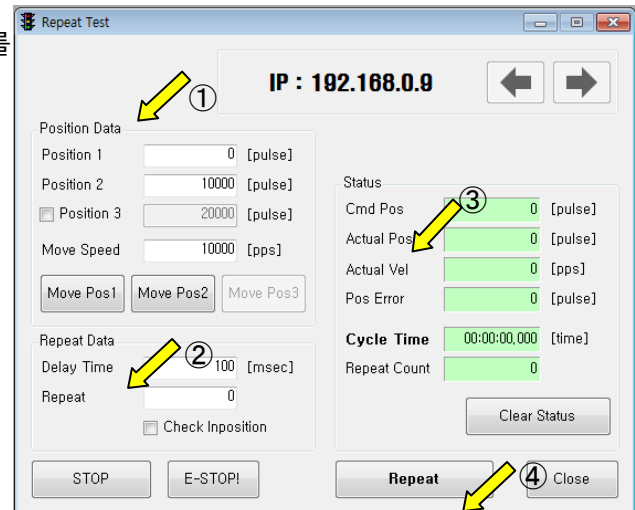 Repeat Test
를
IP : 192.168.0.9
①
Position Data
Position 1 0 [pulse]
Position 2 10000 [pulse]
Position 3 20000 [pulse]
Move Speed 10000 [pps]
Move Pos1 Move Pos2 Move Pos3
Repeat Data
②
Delay Time 100 [msec]
Repeat 0
Check Inposition
Status
③
Cmd Pos 0 [pulse]
Actual Pos 0 [pulse]
Actual Vel 0 [pps]
Pos Error 0 [pulse]
Cycle Time 00:00:00,000 [time]
Repeat Count 0
Clear Status
STOP E-STOP! Repeat ④ Close